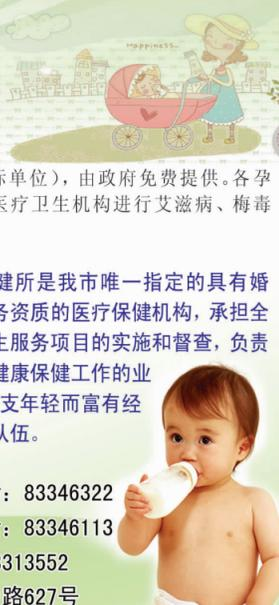 Happiness...
标单位），由政府免费提供。各孕
医疗卫生机构进行艾滋病、梅毒
健所是我市唯一指定的具有婚
务资质的医疗保健机构，承担全
生服务项目的实施和督查，负责
健康保健工作的业
支年轻而富有经
队伍。
：83346322
：83346113
3313552
路627号